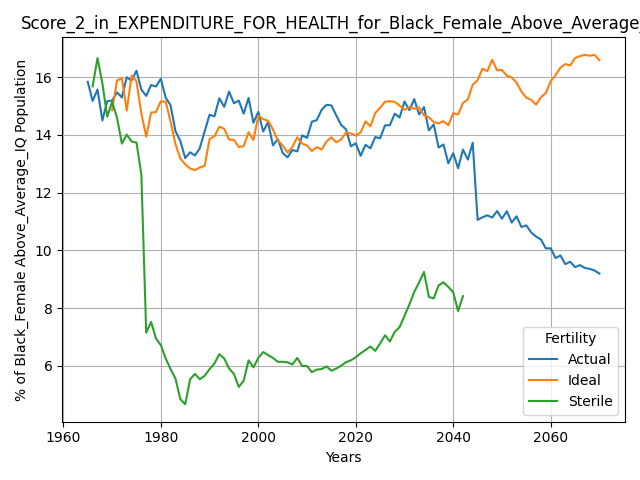 Score_2_in_EXPENDITURE_FOR_HEALTH_for_Black_Female_Above_Average_
% of Black_Female Above_Average_IQ Population
16
14
12
10
8
6
1960 1980 2000 2020 2040 2060
Years
Fertility
Actual
Ideal
Sterile